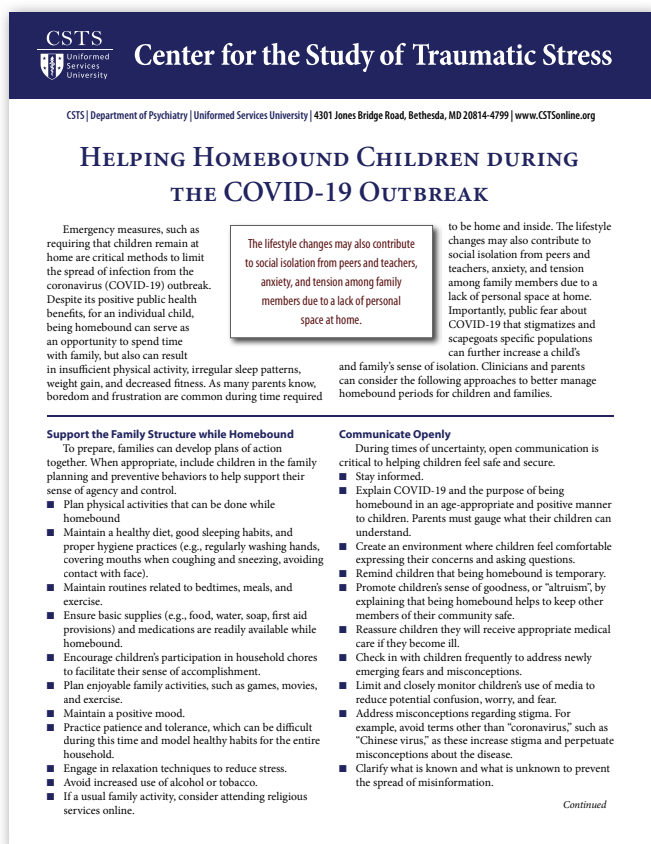 CSTS
Uniformed
Services
University
Center for the Study of Traumatic Stress
CSTS | Department of Psychiatry | Uniformed Services University | 4301 Jones Bridge Road, Bethesda, MD 20814-4799 | www.CSTSonline.org
Helping Homebound Children during
the COVID-19 Outbreak
Emergency measures, such as
requiring that children remain at
home are critical methods to limit
the spread of infection from the
coronavirus (COVID-19) outbreak.
Despite its positive public health
benefits, for an individual child,
being homebound can serve as
an opportunity to spend time
with family, but also can result
in insufficient physical activity, irregular sleep patterns,
weight gain, and decreased fitness. As many parents know,
boredom and frustration are common during time required
The lifestyle changes may also contribute
to social isolation from peers and teachers,
anxiety, and tension among family
members due to a lack of personal
space at home.
to be home and inside. The lifestyle
changes may also contribute to
social isolation from peers and
teachers, anxiety, and tension
among family members due to a
lack of personal space at home.
Importantly, public fear about
COVID-19 that stigmatizes and
scapegoats specific populations
can further increase a child's
and family's sense of isolation. Clinicians and parents
can consider the following approaches to better manage
homebound periods for children and families.
Support the Family Structure while Homebound
To prepare, families can develop plans of action
together. When appropriate, include children in the family
planning and preventive behaviors to help support their
sense of agency and control.
■ Plan physical activities that can be done while
homebound
■ Maintain a healthy diet, good sleeping habits, and
proper hygiene practices (e.g., regularly washing hands,
covering mouths when coughing and sneezing, avoiding
contact with face).
■ Maintain routines related to bedtimes, meals, and
exercise.
■ Ensure basic supplies (e.g., food, water, soap, first aid
provisions) and medications are readily available while
homebound.
■ Encourage children's participation in household chores
to facilitate their sense of accomplishment.
■ Plan enjoyable family activities, such as games, movies,
and exercise.
■ Maintain a positive mood.
■ Practice patience and tolerance, which can be difficult
during this time and model healthy habits for the entire
household.
■ Engage in relaxation techniques to reduce stress.
■ Avoid increased use of alcohol or tobacco.
■ If a usual family activity, consider attending religious
services online.
Communicate Openly
During times of uncertainty, open communication is
critical to helping children feel safe and secure.
■ Stay informed.
■ Explain COVID-19 and the purpose of being
homebound in an age-appropriate and positive manner
to children. Parents must gauge what their children can
understand.
■ Create an environment where children feel comfortable
expressing their concerns and asking questions.
■ Remind children that being homebound is temporary.
■ Promote children's sense of goodness, or "altruism", by
explaining that being homebound helps to keep other
members of their community safe.
■ Reassure children they will receive appropriate medical
care if they become ill.
■ Check in with children frequently to address newly
emerging fears and misconceptions.
■ Limit and closely monitor children's use of media to
reduce potential confusion, worry, and fear.
■ Address misconceptions regarding stigma. For
example, avoid terms other than "coronavirus," such as
"Chinese virus," as these increase stigma and perpetuate
misconceptions about the disease.
■ Clarify what is known and what is unknown to prevent
the spread of misinformation.
Continued